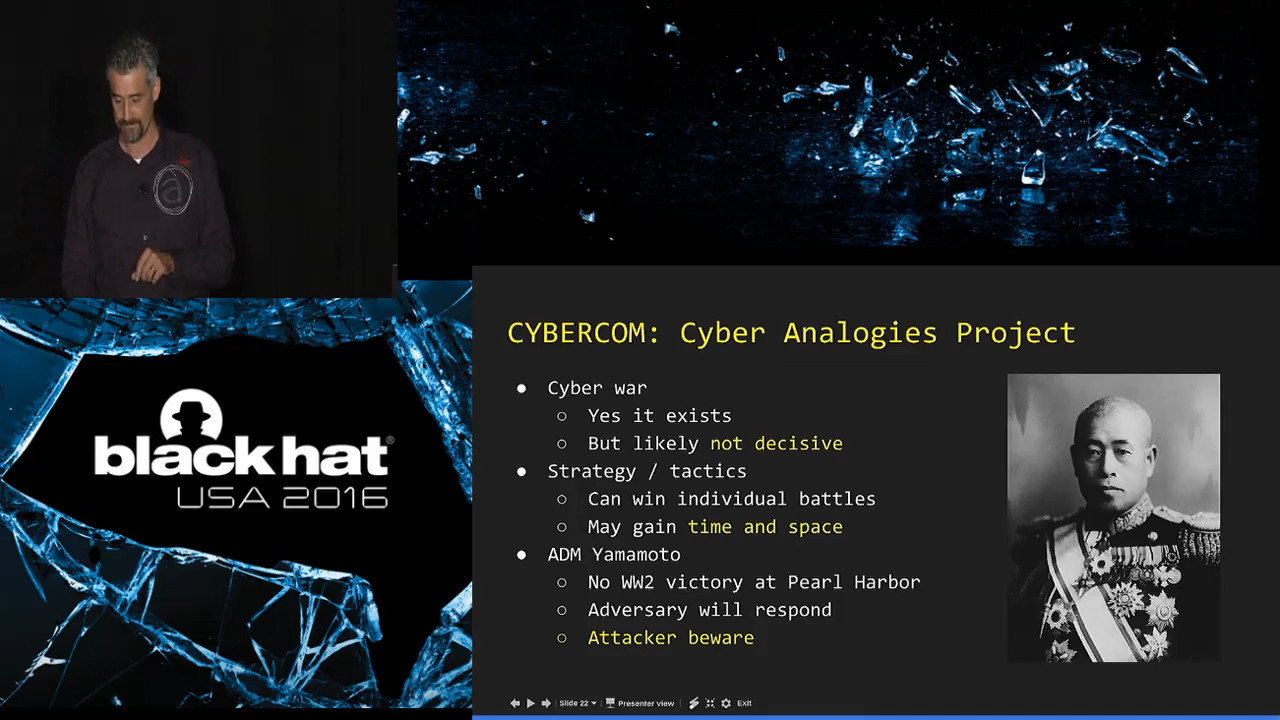 a
black hat®
USA 2016
CYBERCOM: Cyber Analogies Project
● Cyber war
○ Yes it exists
○ But likely not decisive
● Strategy / tactics
○ Can win individual battles
○ May gain time and space
● ADM Yamamoto
○ No WW2 victory at Pearl Harbor
○ Adversary will respond
○ Attacker beware
Slide 22
Presenter view
Exit